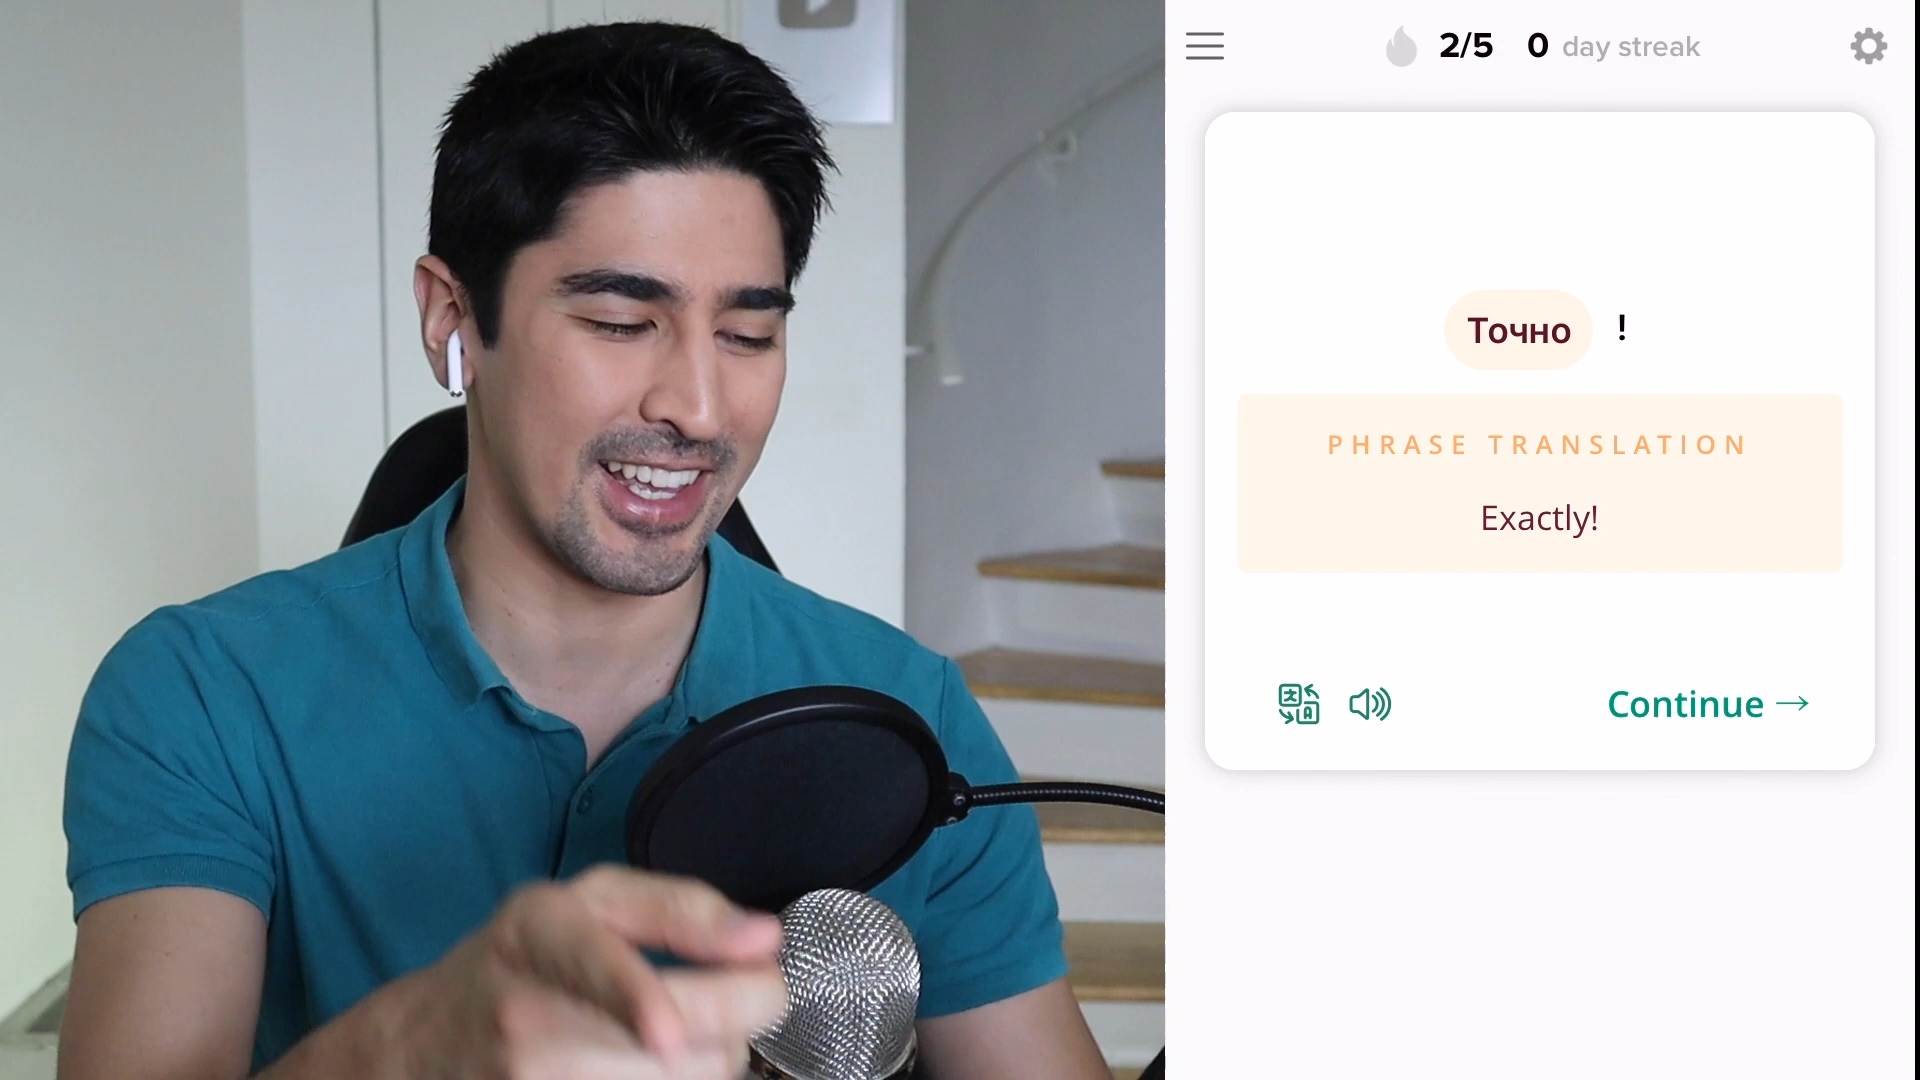 2/5 0 day streak
Точно !
PHRASE TRANSLATION
Exactly!
Continue →